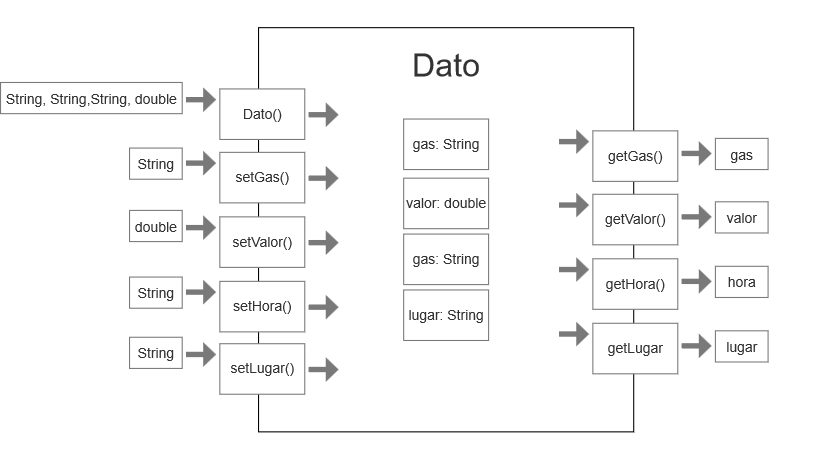 Dato
String, String,String, double
Dato()
String
setGas()
double
setValor()
String
setHora()
String
setLugar()
gas: String
valor: double
gas: String
lugar: String
getGas()
gas
getValor()
valor
getHora()
hora
getLugar
lugar